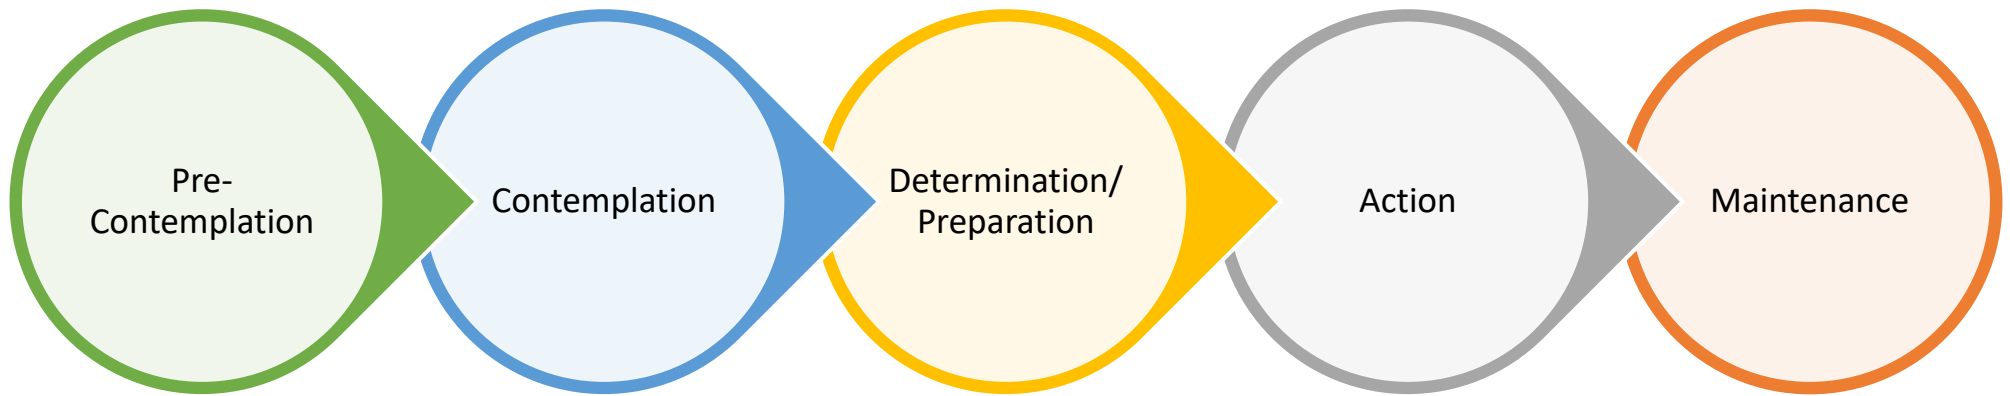 Pre-
Contemplation
Contemplation
Determination/
Preparation
Action
Maintenance